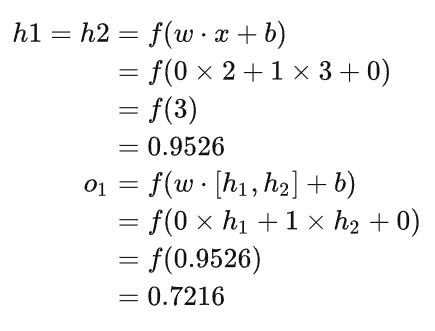 h1 = h2 = f(w · x + b)
= f(0 × 2 + 1 × 3 + 0)
= f(3)
= 0.9526
o₁ = f(w · [h₁, h₂] + b)
= f(0 × h₁ + 1 × h₂ + 0)
= f(0.9526)
= 0.7216